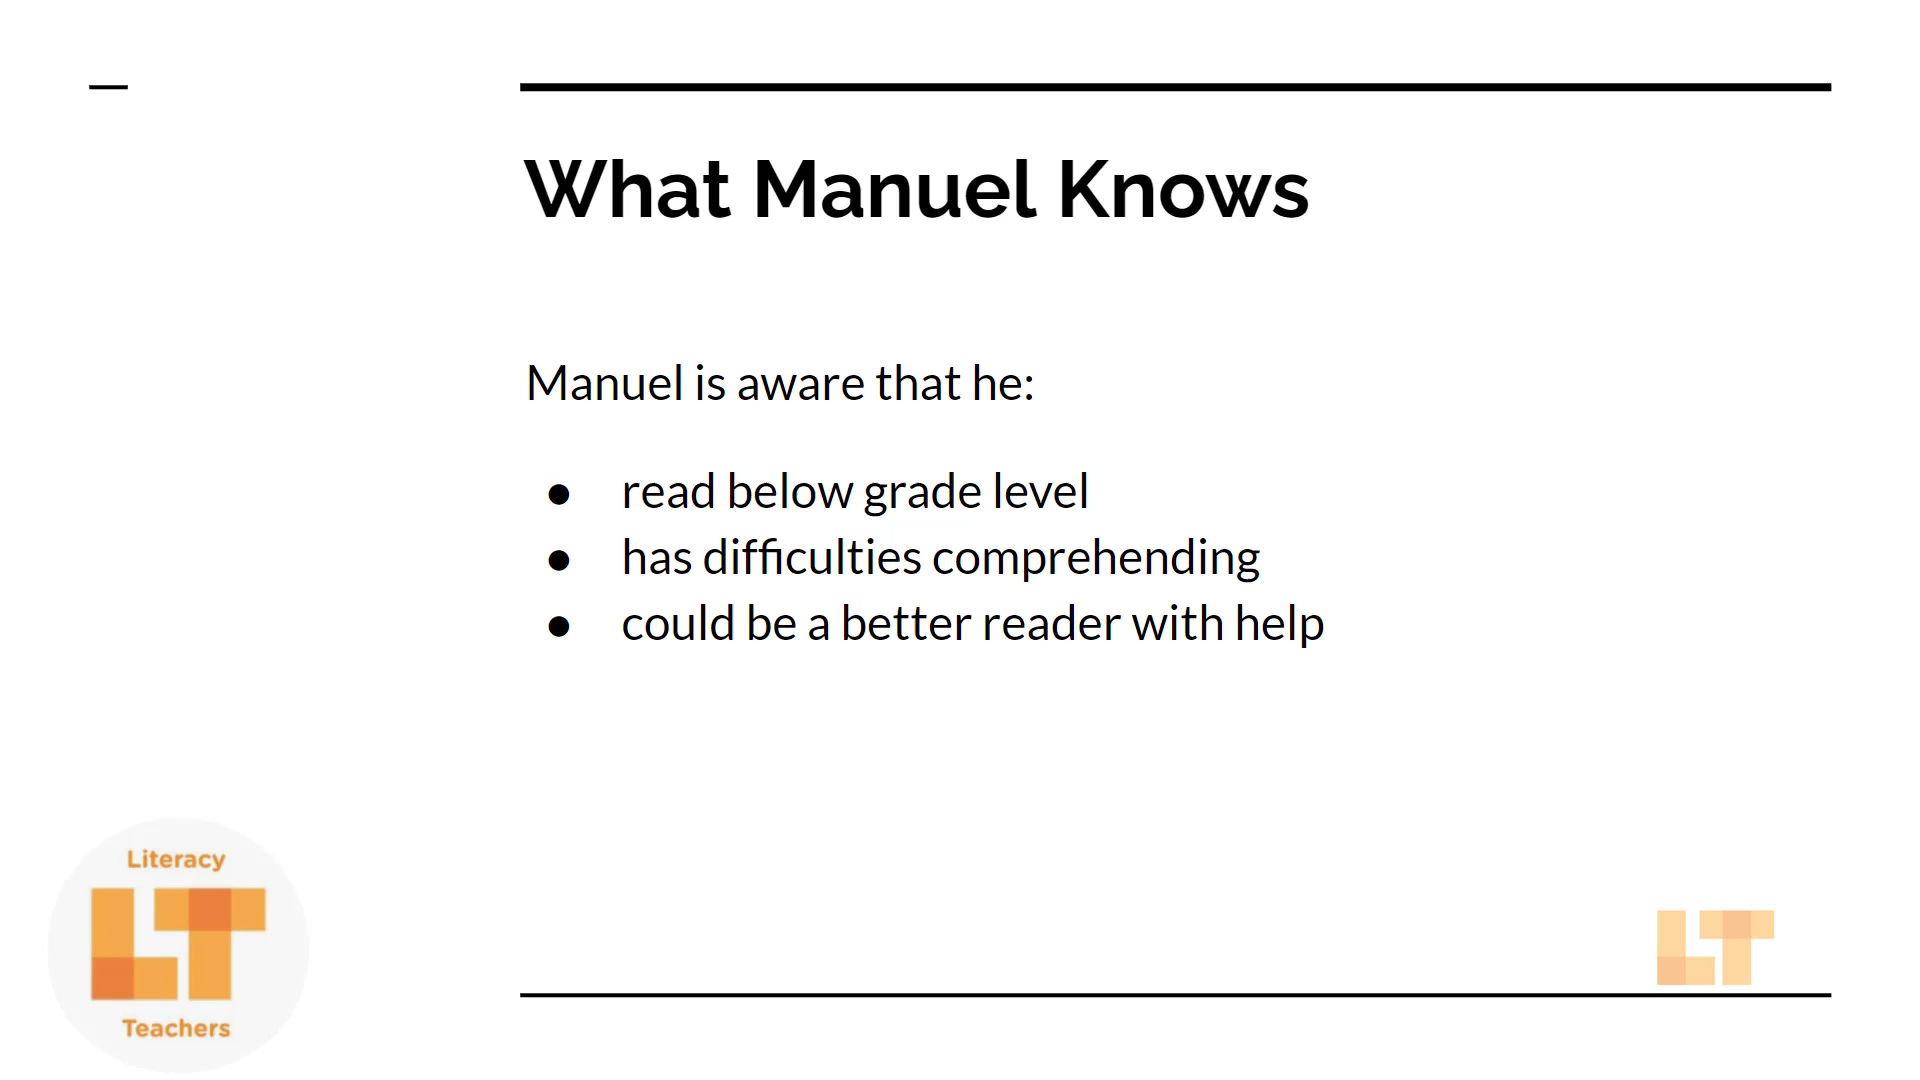 What Manuel Knows
Manuel is aware that he:
● read below grade level
● has difficulties comprehending
● could be a better reader with help
Literacy
LT
Teachers
LT